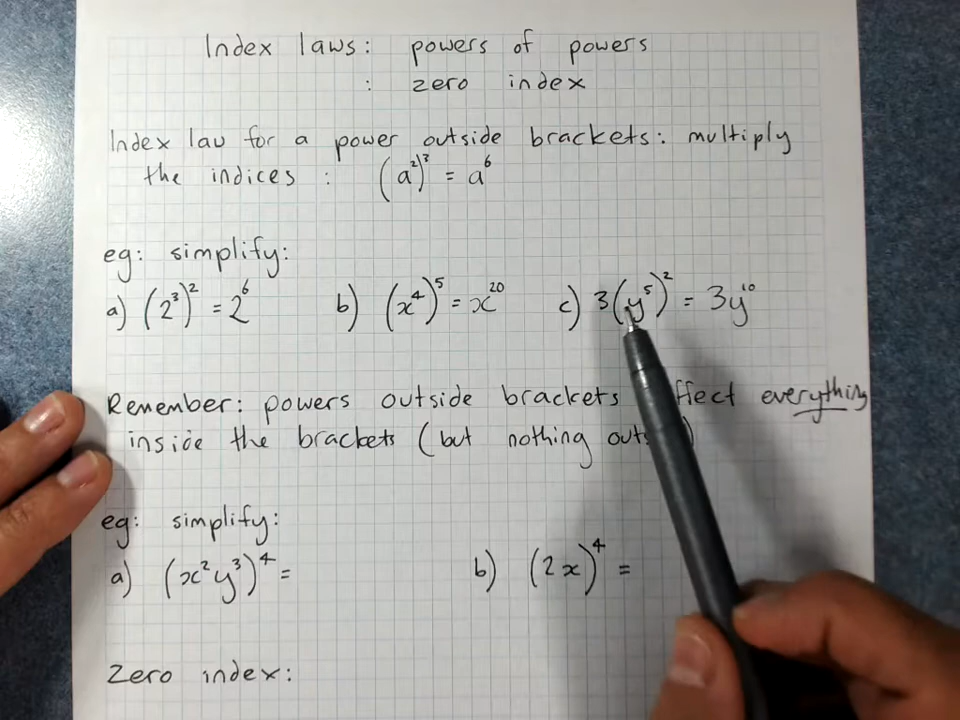 Index laws: powers of powers
: zero index
Index law for a power outside brackets: multiply
the indices : (a²)³ = a⁶
eg: simplify:
a) (2³)² = 2⁶ b) (x⁴)⁵ = x²⁰ c) 3(y⁵)² = 3y¹⁰
Remember: powers outside brackets everything
inside the brackets (but nothing
eg: simplify:
a) (x²y³)⁴ = b) (2x)⁴ =
Zero index: